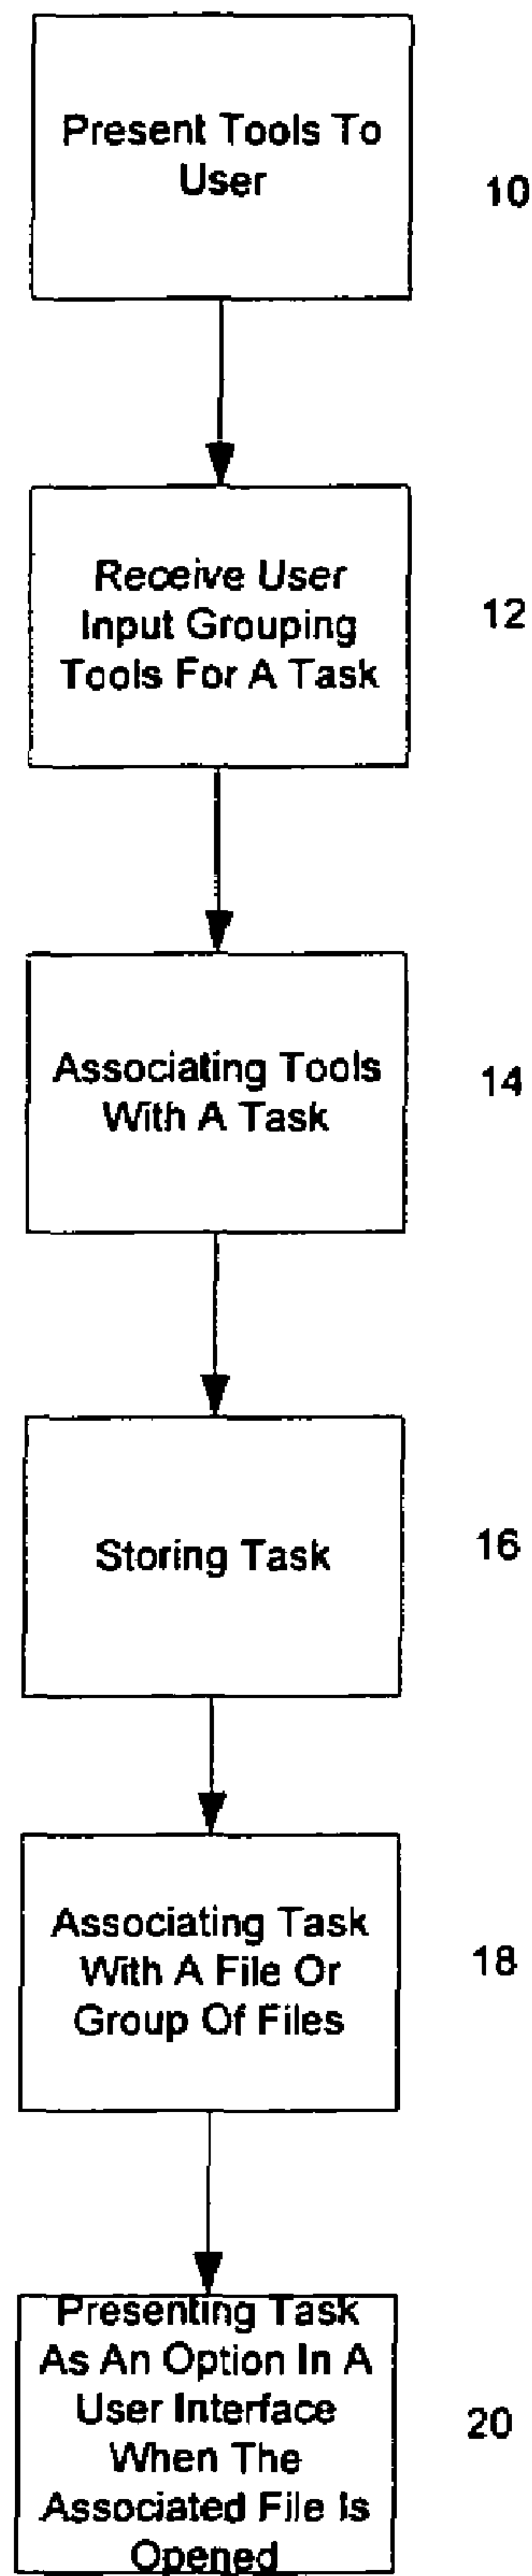 Present Tools To
User
10
Receive User
Input Grouping
Tools For A Task
12
Associating Tools
With A Task
14
Storing Task
16
Associating Task
With A File Or
Group Of Files
18
Presenting Task
As An Option In A
User Interface
When The
Associated File Is
Opened
20